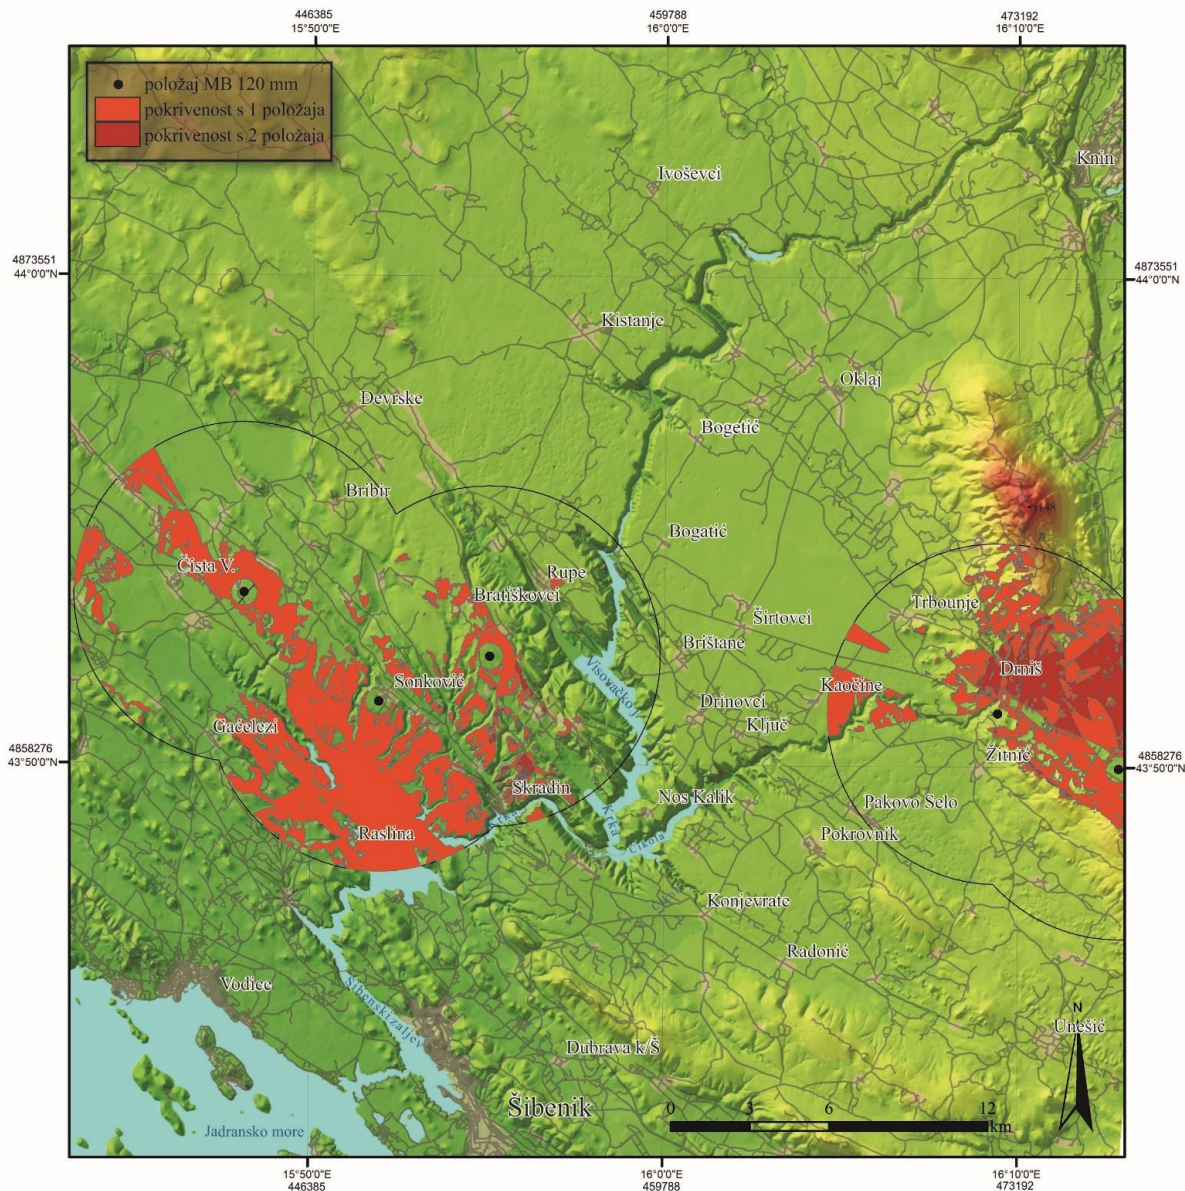 446385
15°50'0"E
459788
16°0'0"E
473192
16°10'0"E
položaj MB 120 mm
pokrivenost s 1 položaja
pokrivenost s 2 položaja
Knin
Ivoševci
4873551
44°0'0"N
4873551
44°0'0"N
Kistanje
Oklaj
Đevrske
Bogetić
Bribir
1148
Bogatić
Čista V.
Rupe
Bratiškovci
Trbounje
Širtovci
Brištane
Visovačko j.
Drniš
Sonković
Kaočine
Drinovci
Gaćelezi
Ključ
Žitnić
4858276
43°50'0"N
4858276
43°50'0"N
Skradin
Nos Kalik
Pakovo Selo
Krka
Krka
Raslina
Čikola
Pokrovnik
Konjevrate
Radonić
Vodice
Šibenski zaljev
N
Unešić
Dubrava k/Š
Šibenik
0 3 6 12
km
Jadransko more
15°50'0"E
446385
16°0'0"E
459788
16°10'0"E
473192